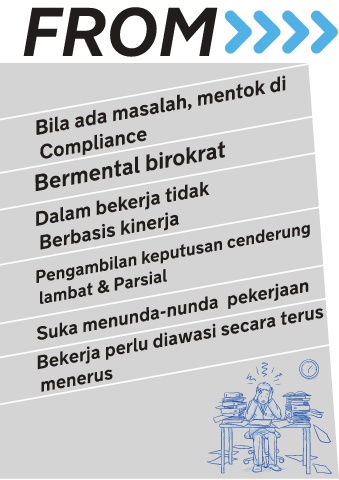 FROM
Bila ada masalah, mentok di
Compliance
Bermental birokrat
Dalam bekerja tidak
Berbasis kinerja
Pengambilan keputusan cenderung
lambat & Parsial
Suka menunda-nunda pekerjaan
Bekerja perlu diawasi secara terus
menerus